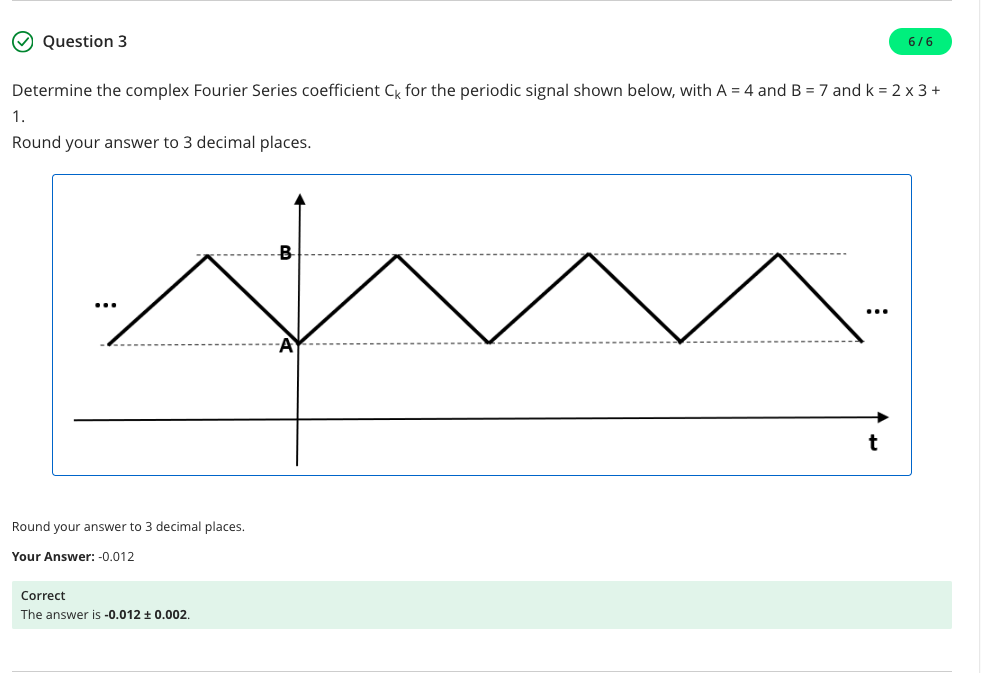 Question 3
6 / 6
Determine the complex Fourier Series coefficient Ck for the periodic signal shown below, with A = 4 and B = 7 and k = 2 x 3 +
1.
Round your answer to 3 decimal places.
B
...
...
A
t
Round your answer to 3 decimal places.
Your Answer: -0.012
Correct
The answer is -0.012 ± 0.002.